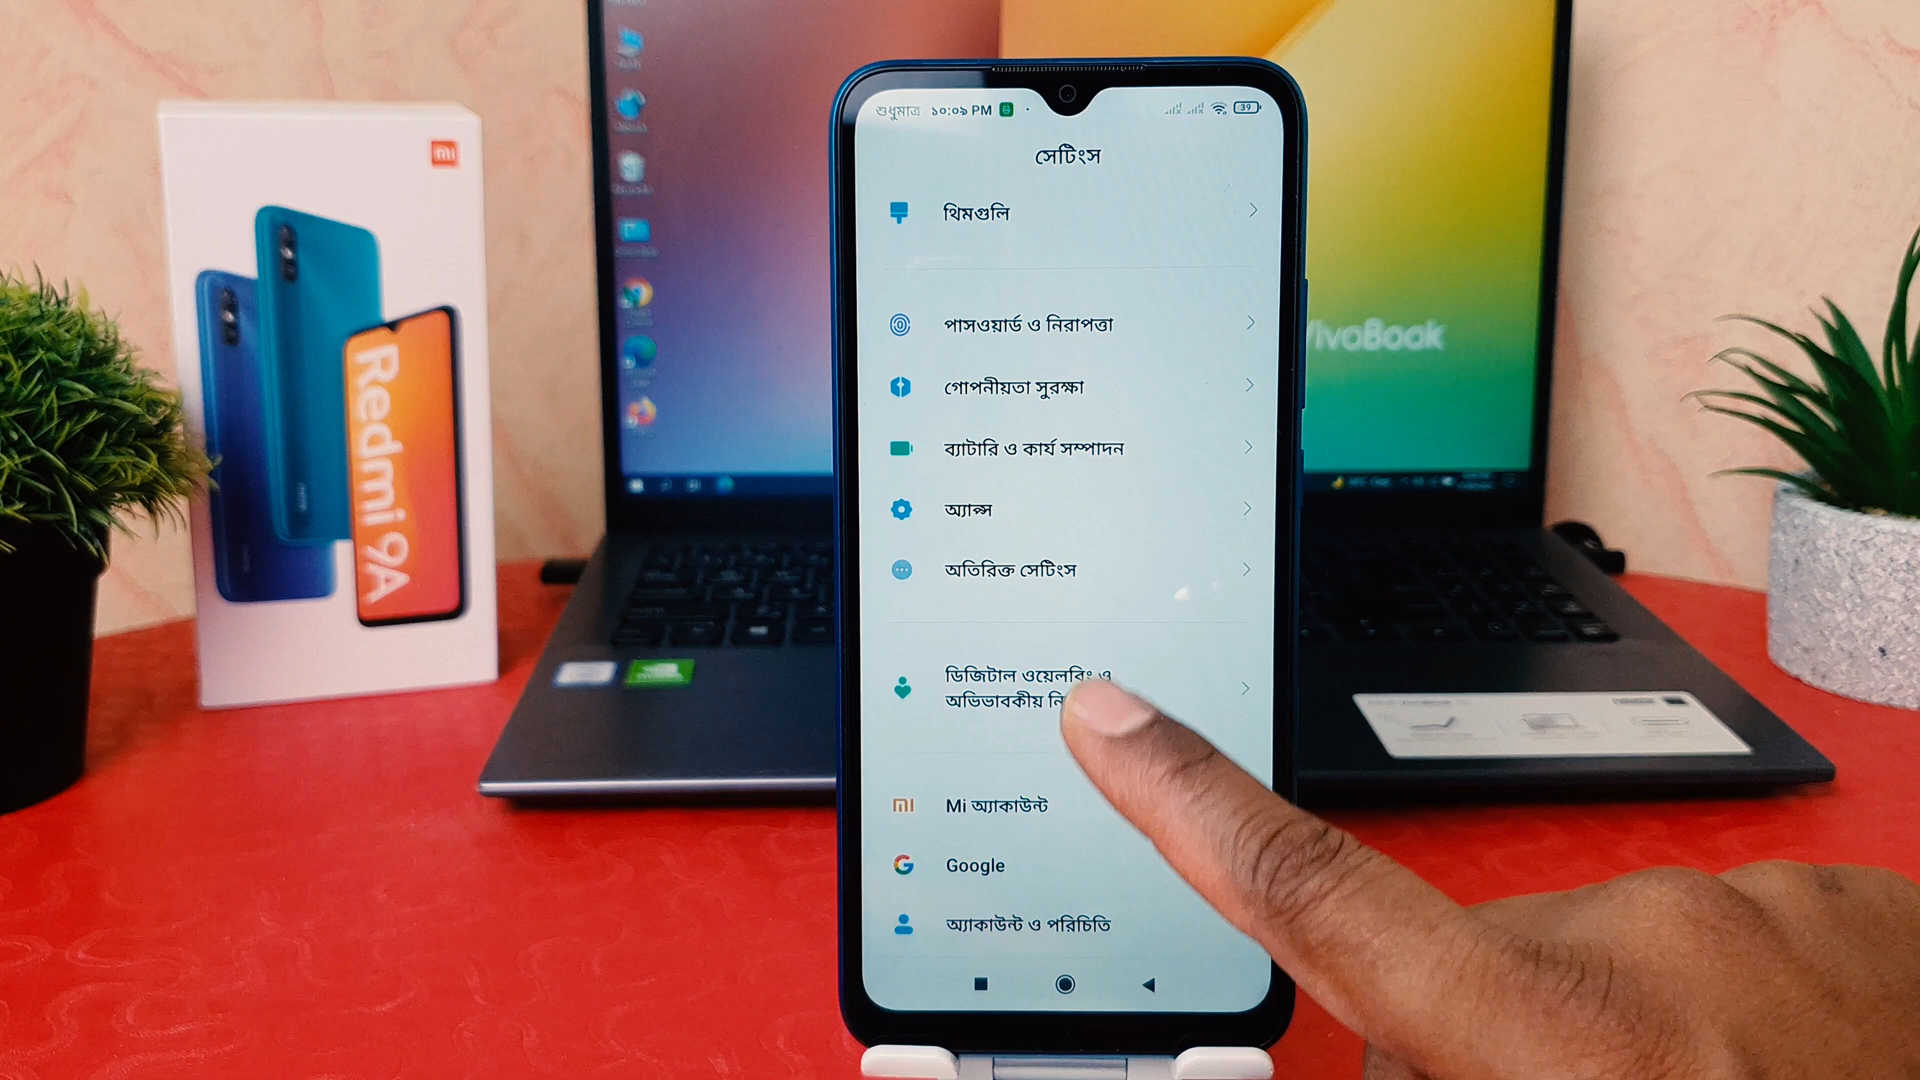 mi
Redmi 9A
শুধুমাত্র ১০:০৯ PM
39
সেটিংস
থিমগুলি
পাসওয়ার্ড ও নিরাপত্তা
গোপনীয়তা সুরক্ষা
ব্যাটারি ও কার্য সম্পাদন
অ্যাপ্স
অতিরিক্ত সেটিংস
ডিজিটাল ওয়েলবিং ও
অভিভাবকীয়
Mi অ্যাকাউন্ট
Google
অ্যাকাউন্ট ও পরিচিতি
VivoBook